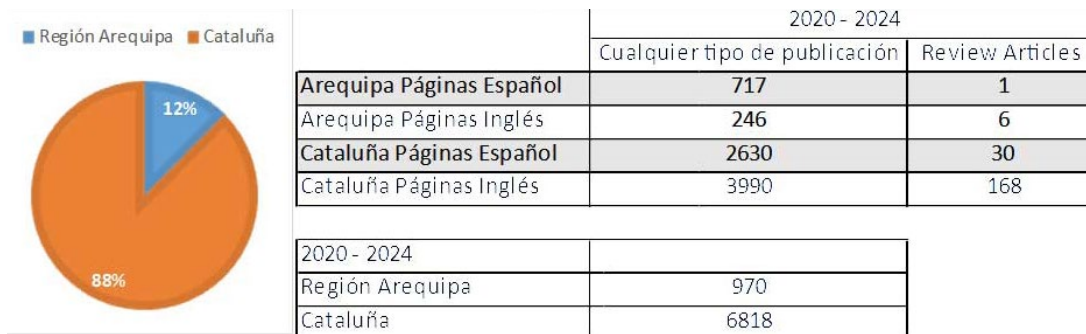 Región Arequipa Cataluña
12%
88%
2020 - 2024
Cualquier tipo de publicación Review Articles
Arequipa Páginas Español 717 1
Arequipa Páginas Inglés 246 6
Cataluña Páginas Español 2630 30
Cataluña Páginas Inglés 3990 168
2020 - 2024
Región Arequipa 970
Cataluña 6818